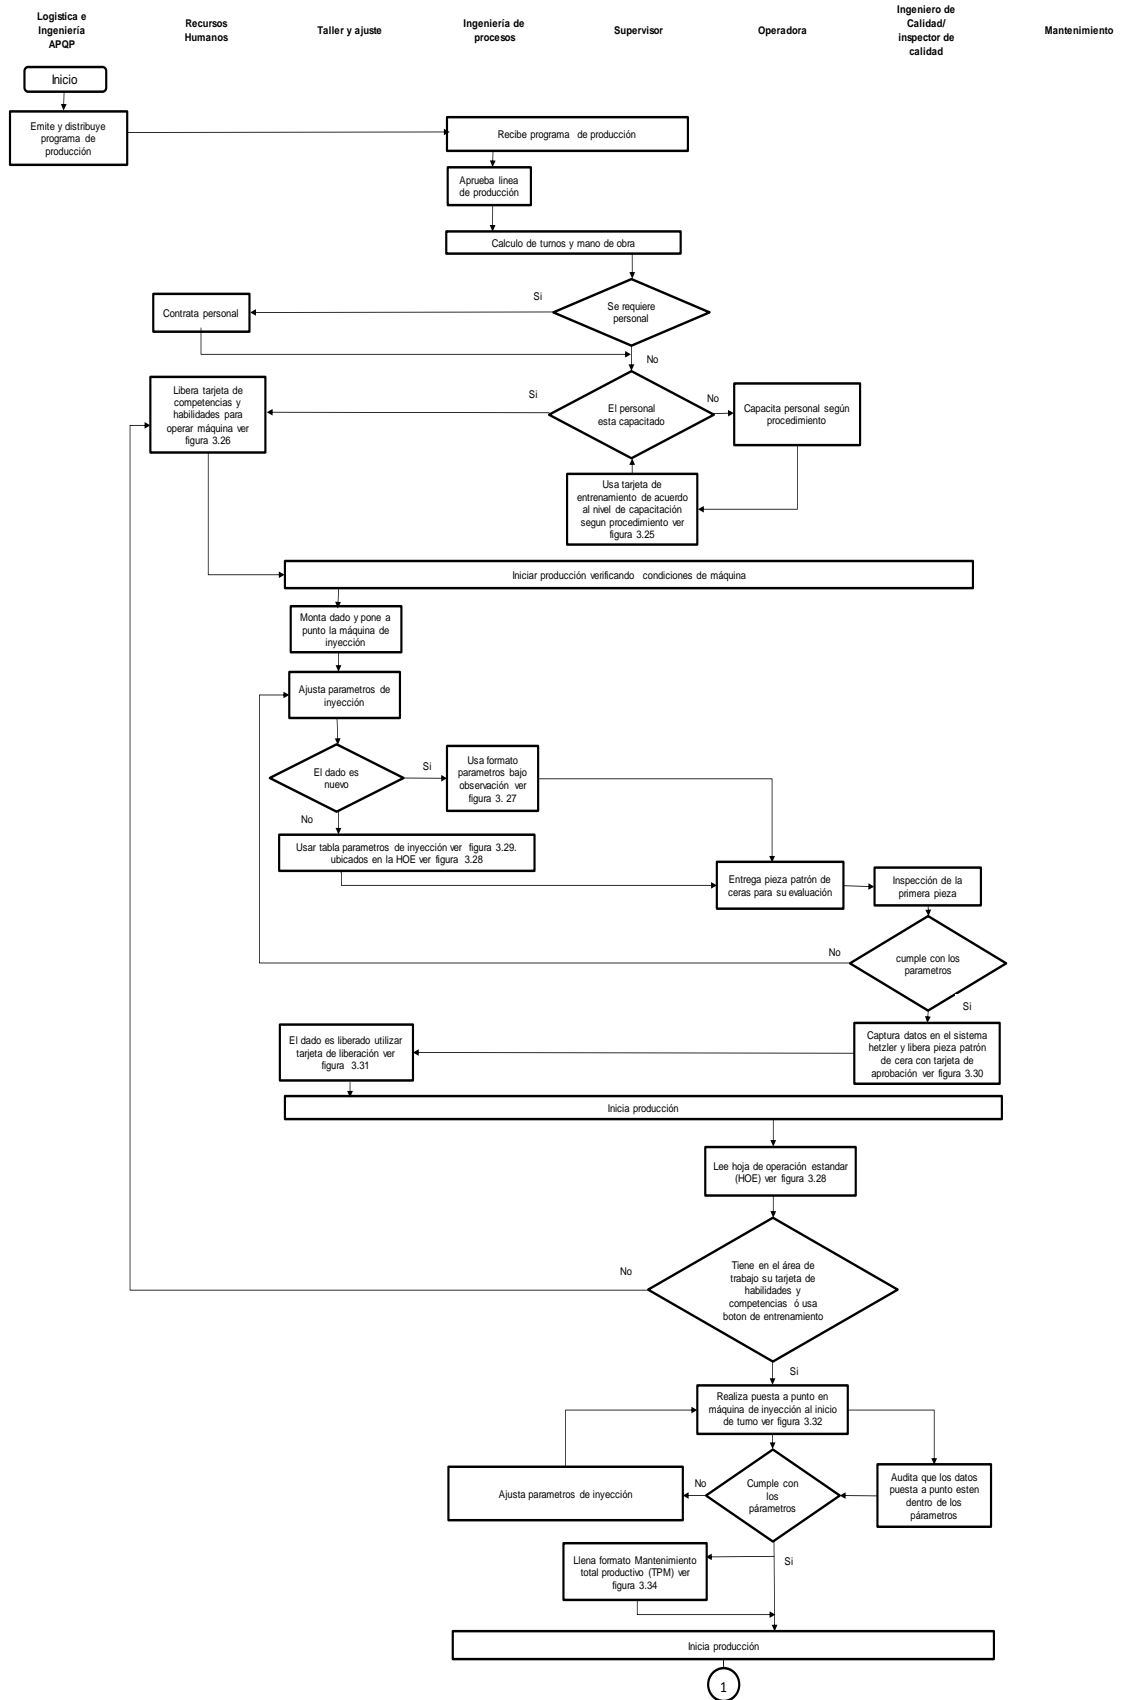 Logistica e
Ingeniería
APQP
Recursos
Humanos
Taller y ajuste
Ingeniería de
procesos
Supervisor
Operadora
Ingeniero de
Calidad/
inspector de
calidad
Mantenimiento
Inicio
Emite y distribuye
programa de
producción
Recibe programa de producción
Aprueba linea
de producción
Calculo de turnos y mano de obra
Si
Se requiere
personal
Contrata personal
No
Libera tarjeta de
competencias y
habilidades para
operar máquina ver
figura 3.26
Si
El personal
esta capacitado
No
Capacita personal según
procedimiento
Usa tarjeta de
entrenamiento de acuerdo
al nivel de capacitación
segun procedimiento ver
figura 3.25
Iniciar producción verificando condiciones de máquina
Monta dado y pone a
punto la máquina de
inyección
Ajusta parametros de
inyección
El dado es
nuevo
Si
Usa formato
parametros bajo
observación ver
figura 3. 27
No
Usar tabla parametros de inyección ver figura 3.29.
ubicados en la HOE ver figura 3.28
Entrega pieza patrón de
ceras para su evaluación
Inspección de la
primera pieza
No
cumple con los
parametros
Si
El dado es liberado utilizar
tarjeta de liberación ver
figura 3.31
Captura datos en el sistema
hetzler y libera pieza patrón
de cera con tarjeta de
aprobación ver figura 3.30
Inicia producción
Lee hoja de operación estandar
(HOE) ver figura 3.28
No
Tiene en el área de
trabajo su tarjeta de
habilidades y
competencias ó usa
boton de entrenamiento
Si
Realiza puesta a punto en
máquina de inyección al inicio
de turno ver figura 3.32
Ajusta parametros de inyección
No
Cumple con
los
párametros
Audita que los datos
puesta a punto esten
dentro de los
párametros
Si
Llena formato Mantenimiento
total productivo (TPM) ver
figura 3.34
Inicia producción
1